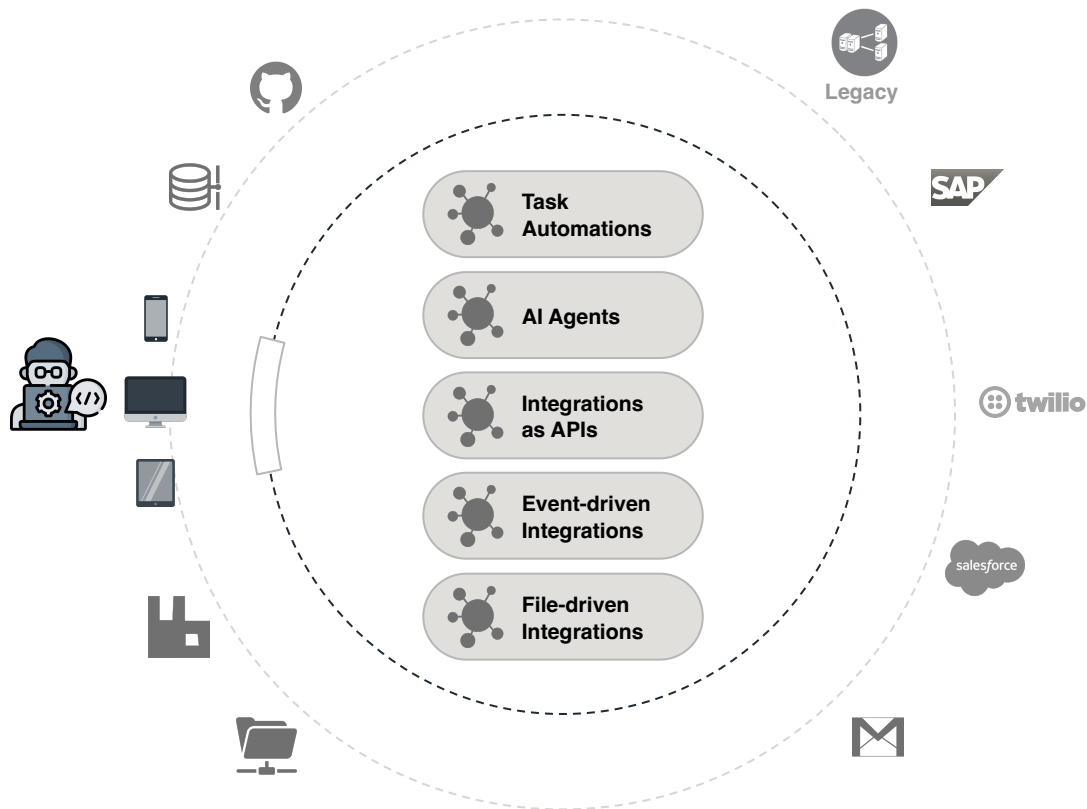 Legacy
SAP
Task
Automations
AI Agents
Integrations
as APIs
twilio
Event-driven
Integrations
salesforce
File-driven
Integrations